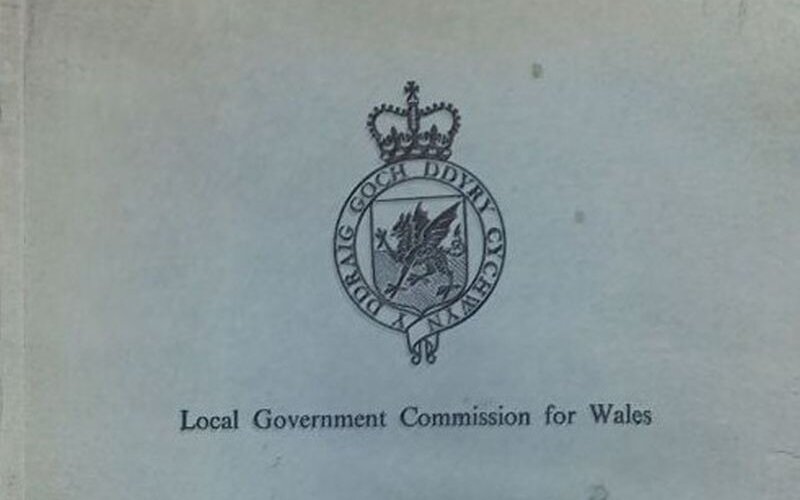 Y DDRAIG GOCH DDYRY CYCHWYN
Local Government Commission for Wales